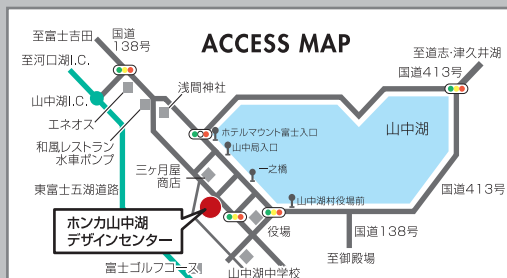 至富士吉田
国道
138号
ACCESS MAP
至道志・津久井湖
国道413号
至河口湖I.C.
山中湖I.C.
浅間神社
エネオス
和風レストラン
水車ポンプ
ホテルマウント富士入口
山中局入口
山中湖
三ヶ月屋
商店
一之橋
東富士五湖道路
山中湖村役場前
国道413号
ホンカ山中湖
デザインセンター
役場
国道138号
至御殿場
富士ゴルフコース
山中湖中学校